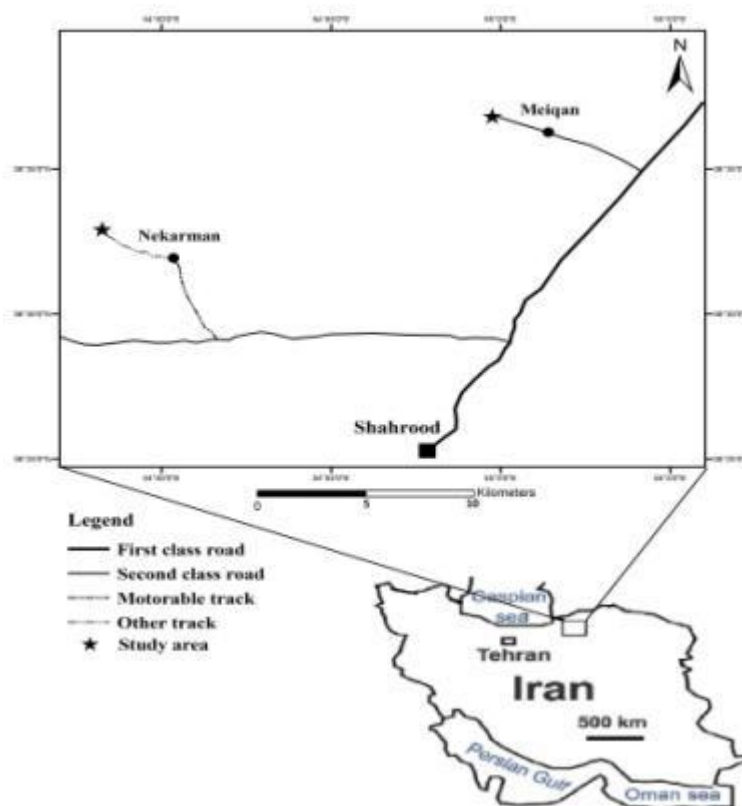 N
Meiqan
Nekarman
Shahrood
0 5 10 Kilometers
Legend
First class road
Second class road
Motorable track
Other track
Study area
Caspian
sea
Tehran
Iran
500 km
Persian Gulf
Oman sea